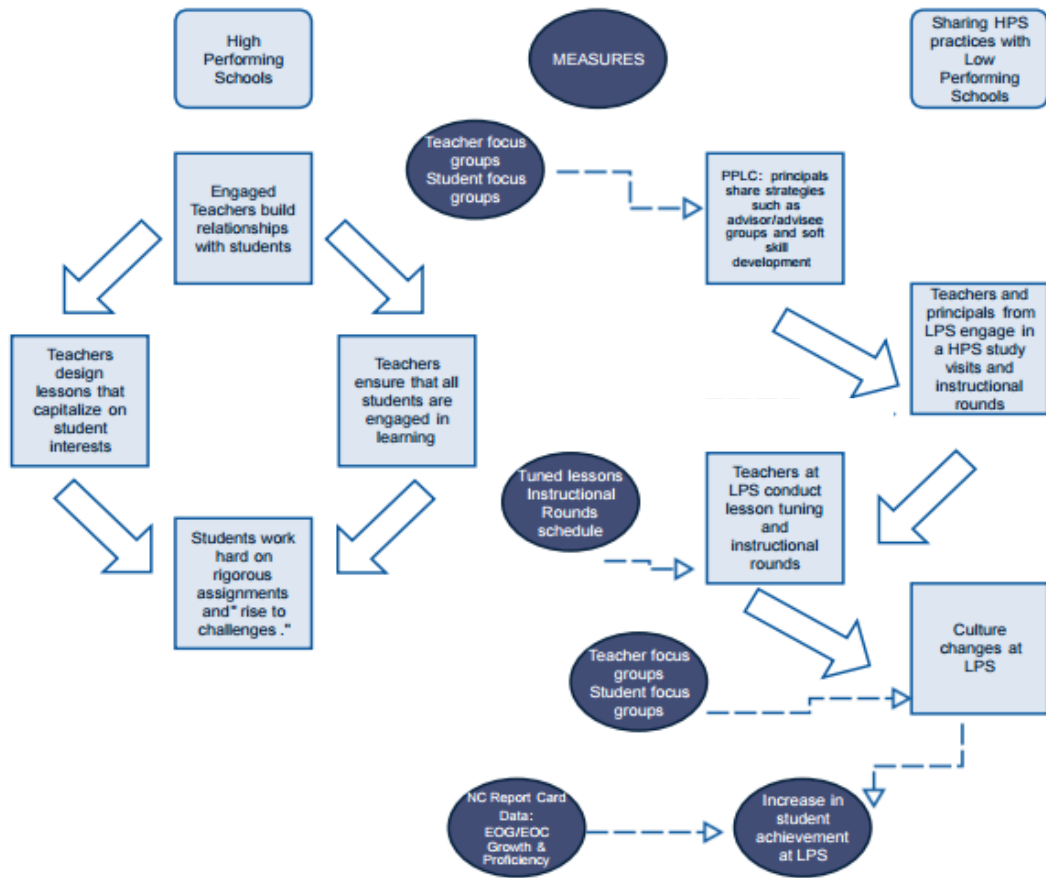 High
Performing
Schools
MEASURES
Sharing HPS
practices with
Low
Performing
Schools
Teacher focus
groups
Student focus
groups
Engaged
Teachers build
relationships
with students
PPLC: principals
share strategies
such as
advisor/advisee
groups and soft
skill
development
Teachers and
principals from
LPS engage in
a HPS study
visits and
instructional
rounds
Teachers
design
lessons that
capitalize on
student
interests
Teachers
ensure that all
students are
engaged in
learning
Tuned lessons
Instructional
Rounds
schedule
Teachers at
LPS conduct
lesson tuning
and
instructional
rounds
Students work
hard on
rigorous
assignments
and" rise to
challenges ."
Culture
changes at
LPS
Teacher focus
groups
Student focus
groups
NC Report Card
Data:
EOG/EOC
Growth &
Proficiency
Increase in
student
achievement
at LPS